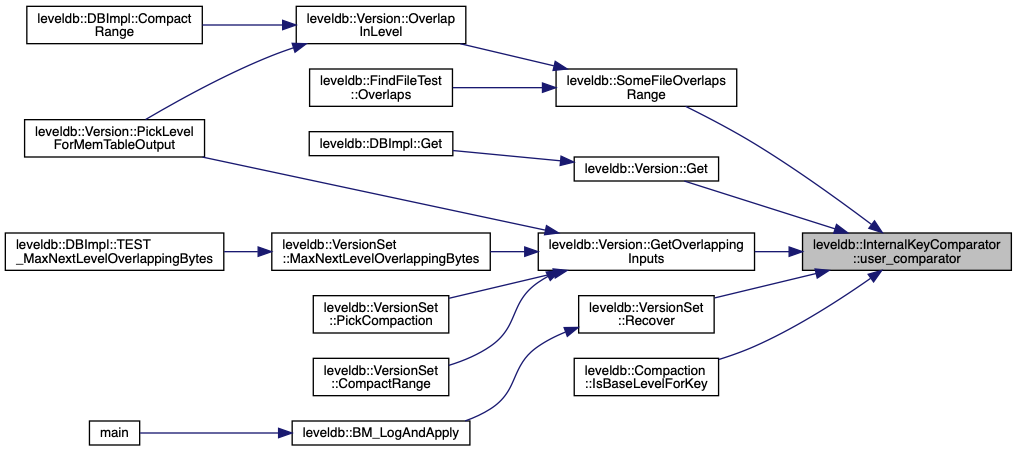 leveldb::DBImpl::Compact
Range
leveldb::Version::Overlap
InLevel
leveldb::FindFileTest
::Overlaps
leveldb::SomeFileOverlaps
Range
leveldb::Version::PickLevel
ForMemTableOutput
leveldb::DBImpl::Get
leveldb::Version::Get
leveldb::DBImpl::TEST
_MaxNextLevelOverlappingBytes
leveldb::VersionSet
::MaxNextLevelOverlappingBytes
leveldb::Version::GetOverlapping
Inputs
leveldb::InternalKeyComparator
::user_comparator
leveldb::VersionSet
::PickCompaction
leveldb::VersionSet
::Recover
leveldb::VersionSet
::CompactRange
leveldb::Compaction
::IsBaseLevelForKey
main
leveldb::BM_LogAndApply